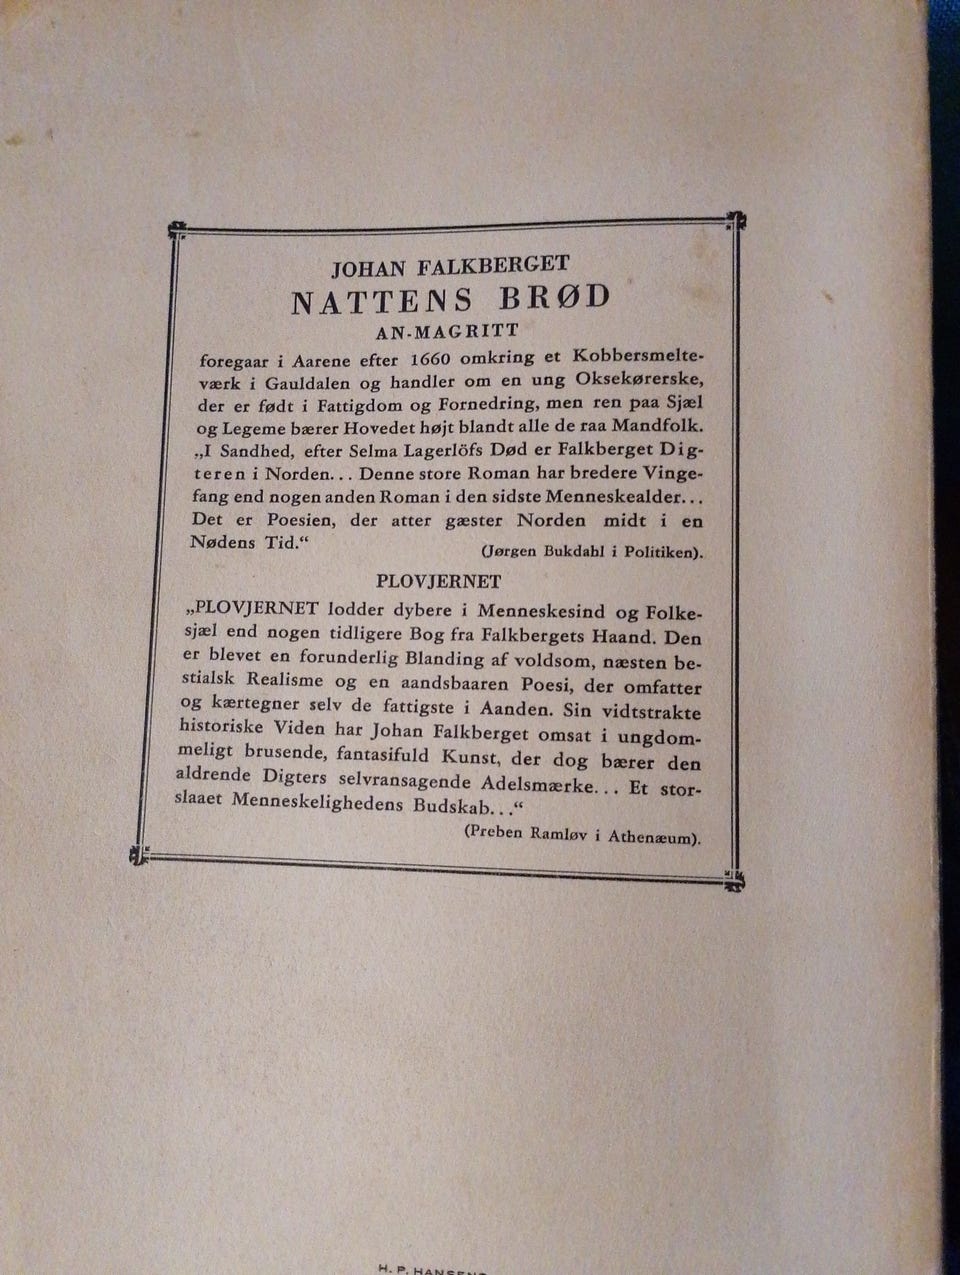 JOHAN FALKBERGET
NATTENS BRØD
AN-MAGRITT
foregaar i Aarene efter 1660 omkring et Kobbersmelte-
værk i Gauldalen og handler om en ung Oksekørerske,
der er født i Fattigdom og Fornedring, men ren paa Sjæl
og Legeme bærer Hovedet højt blandt alle de raa Mandfolk.
„I Sandhed, efter Selma Lagerlöfs Død er Falkberget Dig-
teren i Norden... Denne store Roman har bredere Vinge-
fang end nogen anden Roman i den sidste Menneskealder...
Det er Poesien, der atter gæster Norden midt i en
Nødens Tid.“
(Jørgen Bukdahl i Politiken).
PLOVJERNET
„PLOVJERNET lodder dybere i Menneskesind og Folke-
sjæl end nogen tidligere Bog fra Falkbergets Haand. Den
er blevet en forunderlig Blanding af voldsom, næsten be-
stialsk Realisme og en aandsbaaren Poesi, der omfatter
og kærtegner selv de fattigste i Aanden. Sin vidtstrakte
historiske Viden har Johan Falkberget omsat i ungdom-
meligt brusende, fantasifuld Kunst, der dog bærer den
aldrende Digters selvransagende Adelsmærke... Et stor-
slaaet Menneskelighedens Budskab...“
(Preben Ramløv i Athenæum).
H. P. HANSENS